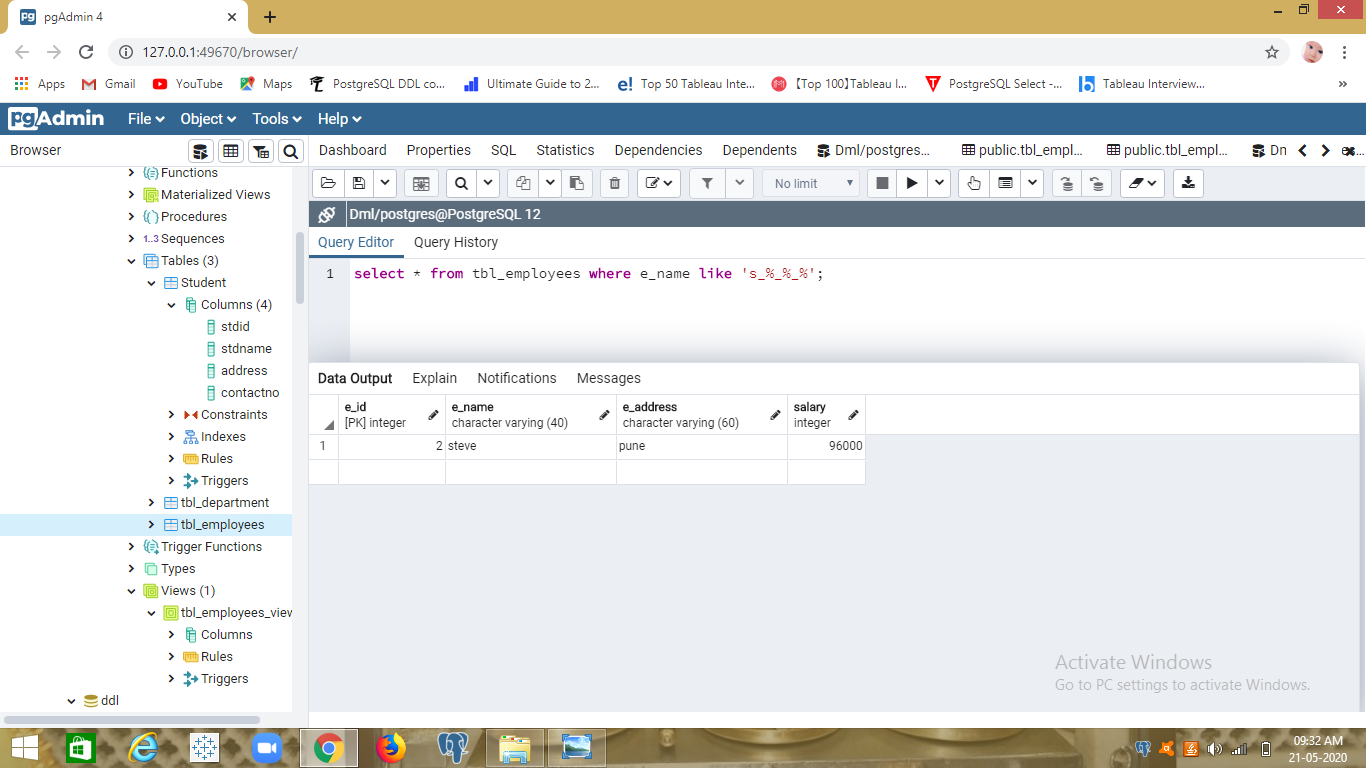 pgAdmin 4
127.0.0.1:49670/browser/
Apps Gmail YouTube Maps PostgreSQL DDL co... Ultimate Guide to 2... Top 50 Tableau Inte... 【Top 100】Tableau I... PostgreSQL Select -... Tableau Interview... »
pgAdmin File Object Tools Help
Browser
Dashboard Properties SQL Statistics Dependencies Dependents Dml/postgres... public.tbl_empl... public.tbl_empl... Dn
Functions
Materialized Views
Procedures
1..3 Sequences
Tables (3)
Student
Columns (4)
stdid
stdname
address
contactno
Constraints
Indexes
Rules
Triggers
tbl_department
tbl_employees
Trigger Functions
Types
Views (1)
tbl_employees_view
Columns
Rules
Triggers
ddl
No limit
Dml/postgres@PostgreSQL 12
Query Editor Query History
1 select * from tbl_employees where e_name like 's_%_%_%';
Data Output Explain Notifications Messages
e_id e_name e_address salary
[PK] integer character varying (40) character varying (60) integer
1 2 steve pune 96000
Activate Windows
Go to PC settings to activate Windows.
09:32 AM
21-05-2020